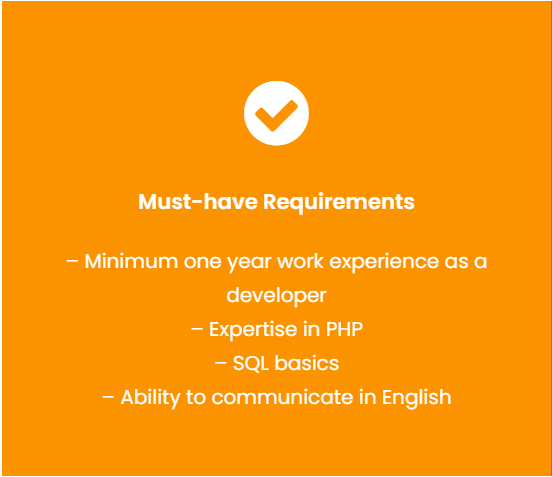 Must-have Requirements
– Minimum one year work experience as a
developer
– Expertise in PHP
– SQL basics
– Ability to communicate in English